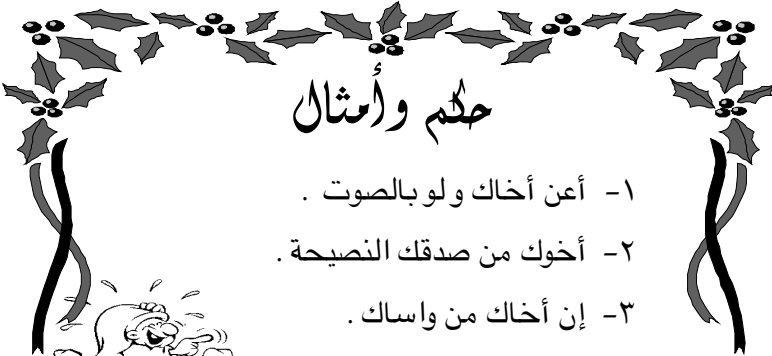 حكم وأمثال
١- أعن أخاك ولو بالصوت .
٢- أخوك من صدقك النصيحة .
٣- إن أخاك من واساك .